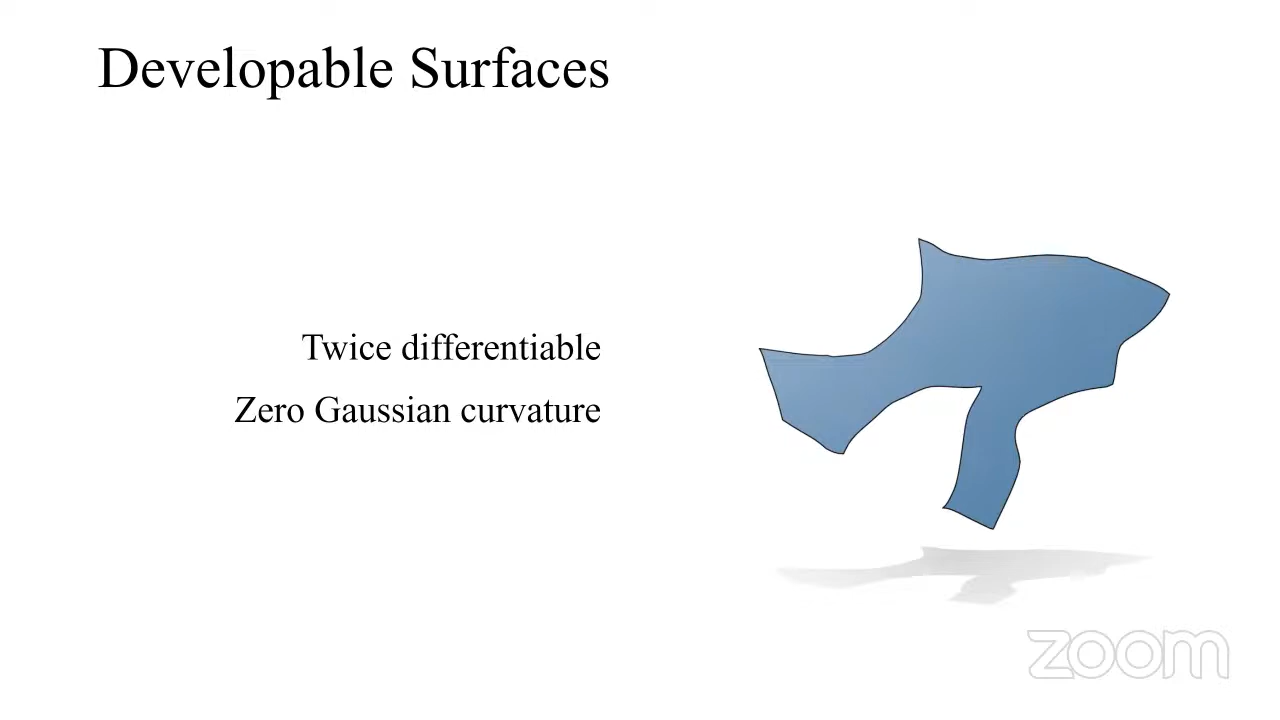 Developable Surfaces
Twice differentiable
Zero Gaussian curvature
zoom